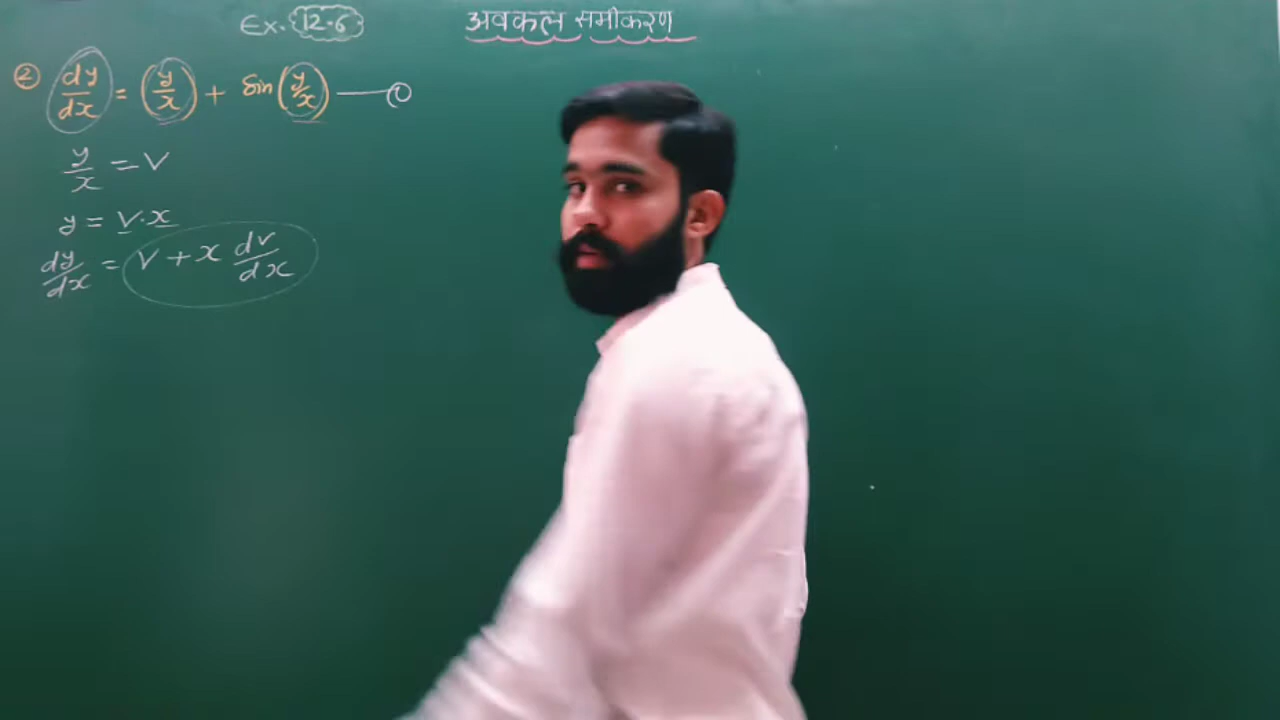 Ex. 12.6 अवकल समीकरण
② dy/dx = (y/x) + sin(y/x) —①
y/x = v
y = v·x
dy/dx = v + x dv/dx